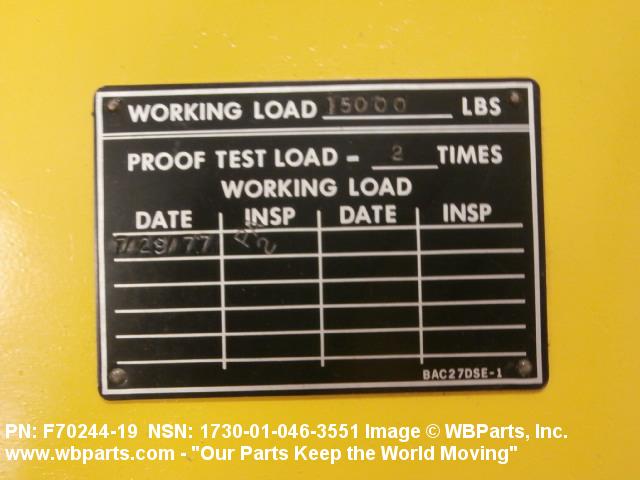 WORKING LOAD 15000 LBS
PROOF TEST LOAD = 2 TIMES
WORKING LOAD
DATE INSP DATE INSP
7/29/77
BAC27DSE-1
PN: F70244-19 NSN: 1730-01-046-3551 Image © WBParts, Inc.
www.wbparts.com - "Our Parts Keep the World Moving"